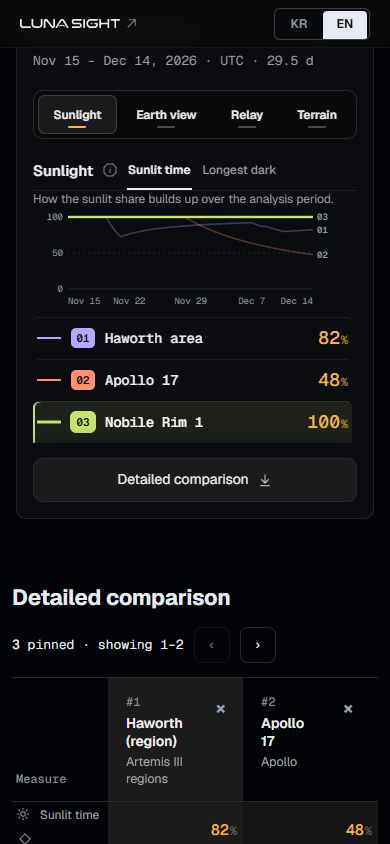 LUNA SIGHT ↗
KR EN
Nov 15 – Dec 14, 2026 · UTC · 29.5 d
Sunlight Earth view Relay Terrain
Sunlight Sunlit time Longest dark
How the sunlit share builds up over the analysis period.
100 03
01
50 02
0
Nov 15 Nov 22 Nov 29 Dec 7 Dec 14
01 Haworth area 82%
02 Apollo 17 48%
03 Nobile Rim 1 100%
Detailed comparison
Detailed comparison
3 pinned · showing 1–2 ‹ ›
#1 #2
Haworth (region) × Apollo 17 ×
Artemis III regions Apollo
Measure
Sunlit time
82% 48%